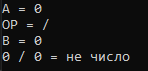 A = 0
OP = /
B = 0
0 / 0 = не число